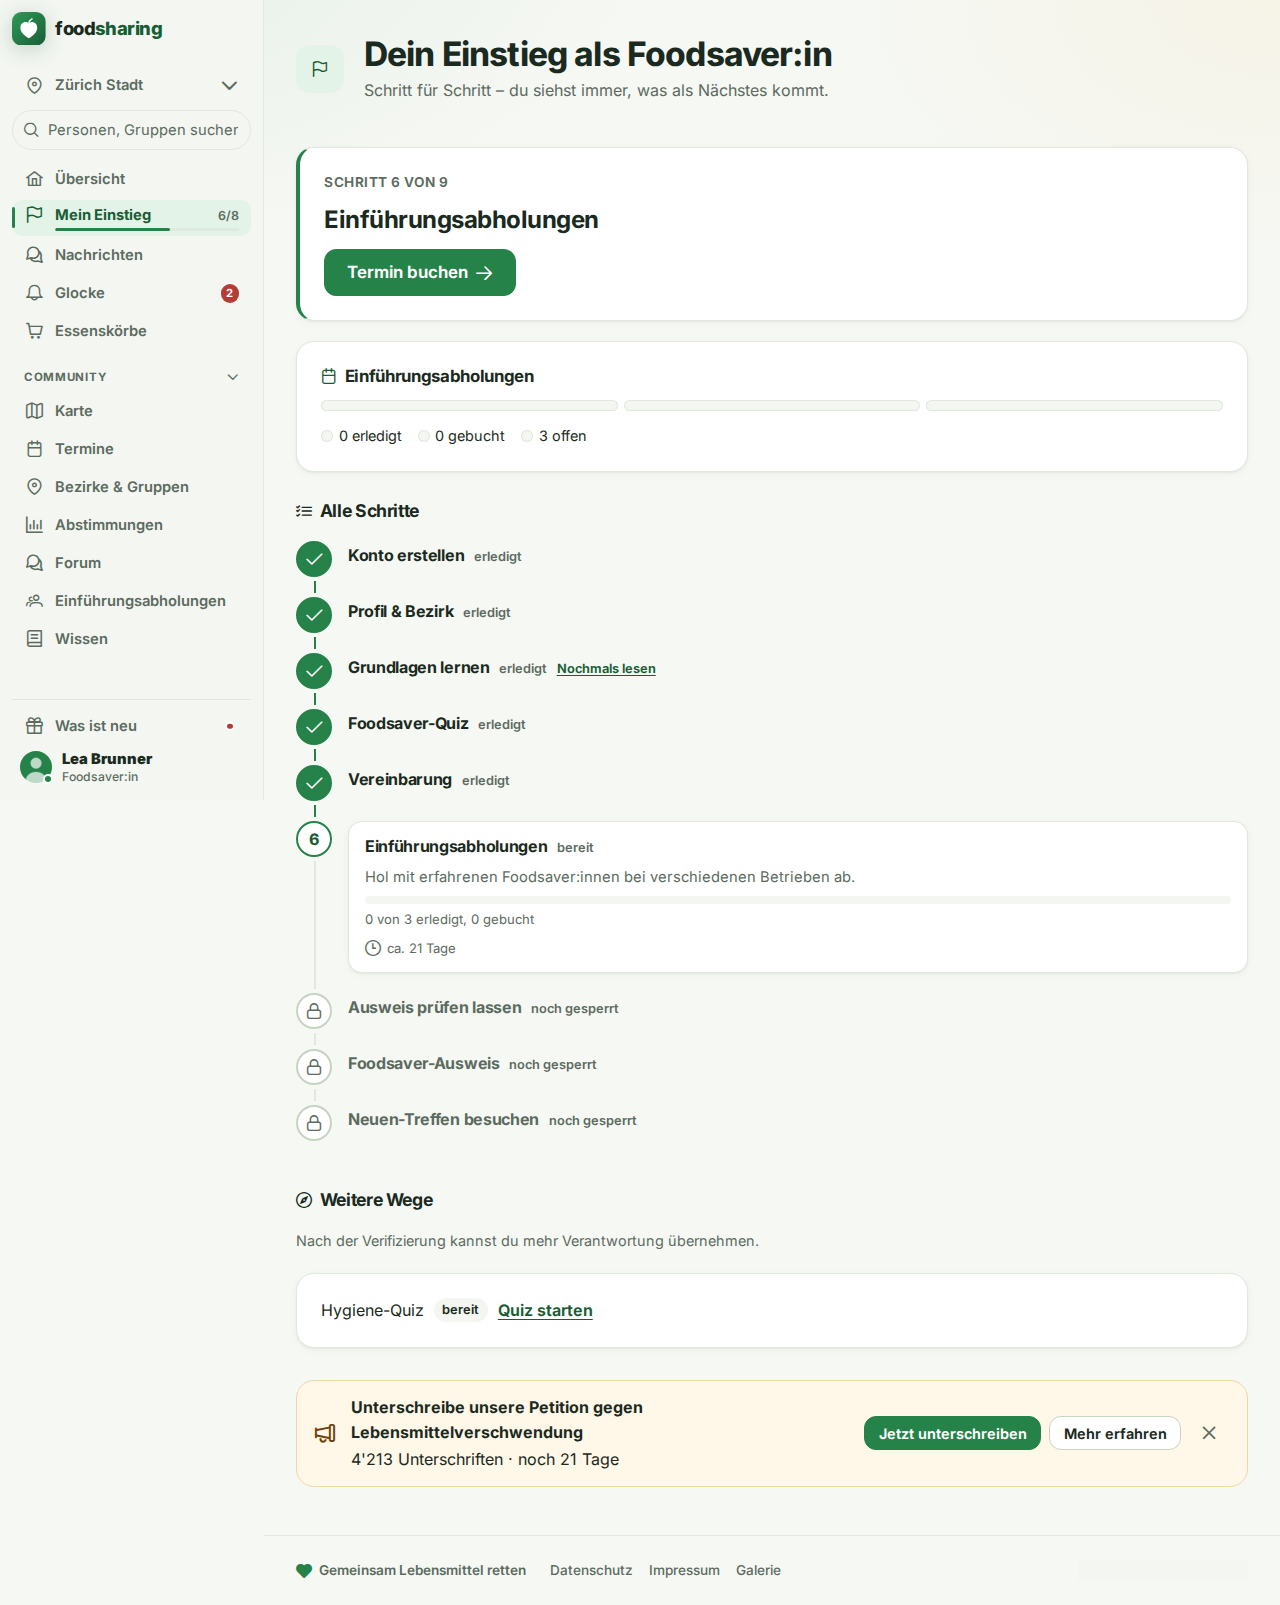 foodsharing
Zürich Stadt
Personen, Gruppen suchen
Übersicht
Mein Einstieg 6/8
Nachrichten
Glocke 2
Essenskörbe
COMMUNITY
Karte
Termine
Bezirke & Gruppen
Abstimmungen
Forum
Einführungsabholungen
Wissen
Was ist neu
Lea Brunner
Foodsaver:in
Dein Einstieg als Foodsaver:in
Schritt für Schritt – du siehst immer, was als Nächstes kommt.
SCHRITT 6 VON 9
Einführungsabholungen
Termin buchen
Einführungsabholungen
0 erledigt 0 gebucht 3 offen
Alle Schritte
Konto erstellen erledigt
Profil & Bezirk erledigt
Grundlagen lernen erledigt Nochmals lesen
Foodsaver-Quiz erledigt
Vereinbarung erledigt
6 Einführungsabholungen bereit
Hol mit erfahrenen Foodsaver:innen bei verschiedenen Betrieben ab.
0 von 3 erledigt, 0 gebucht
ca. 21 Tage
Ausweis prüfen lassen noch gesperrt
Foodsaver-Ausweis noch gesperrt
Neuen-Treffen besuchen noch gesperrt
Weitere Wege
Nach der Verifizierung kannst du mehr Verantwortung übernehmen.
Hygiene-Quiz bereit Quiz starten
Unterschreibe unsere Petition gegen
Lebensmittelverschwendung
4'213 Unterschriften · noch 21 Tage
Jetzt unterschreiben Mehr erfahren
Gemeinsam Lebensmittel retten Datenschutz Impressum Galerie